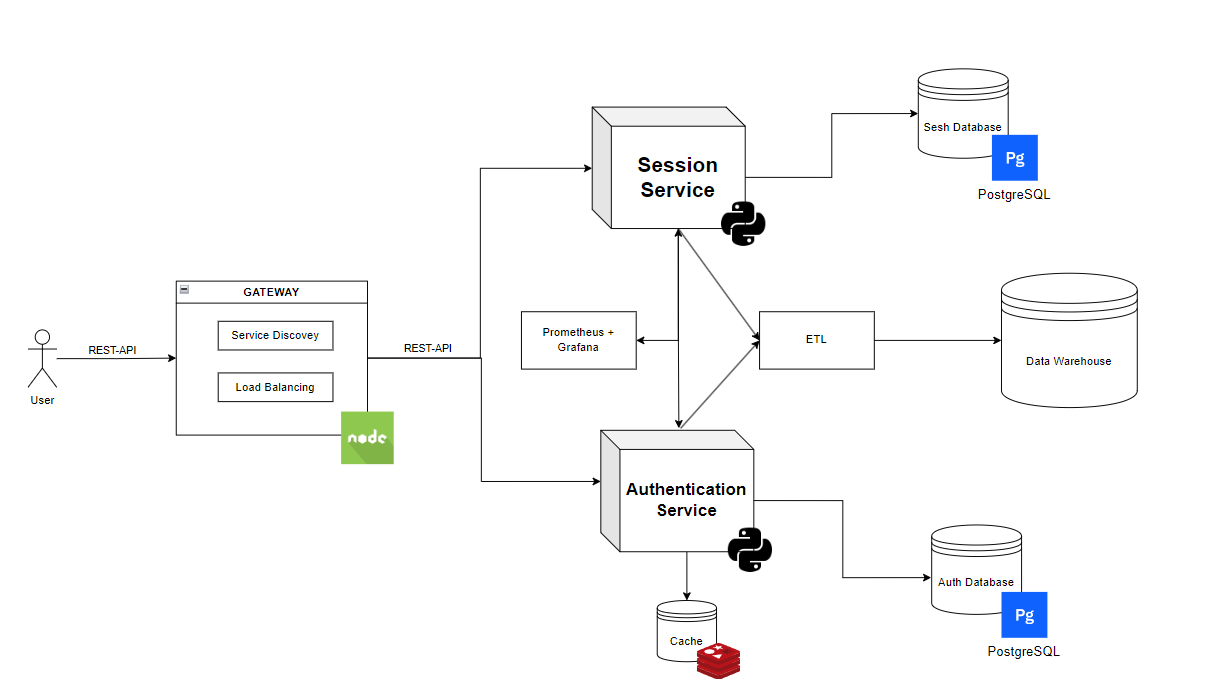 Sesh Database
Pg
PostgreSQL
Session
Service
GATEWAY
Service Discovey
Load Balancing
node
REST-API
User
REST-API
Prometheus +
Grafana
ETL
Data Warehouse
Authentication
Service
Auth Database
Pg
PostgreSQL
Cache